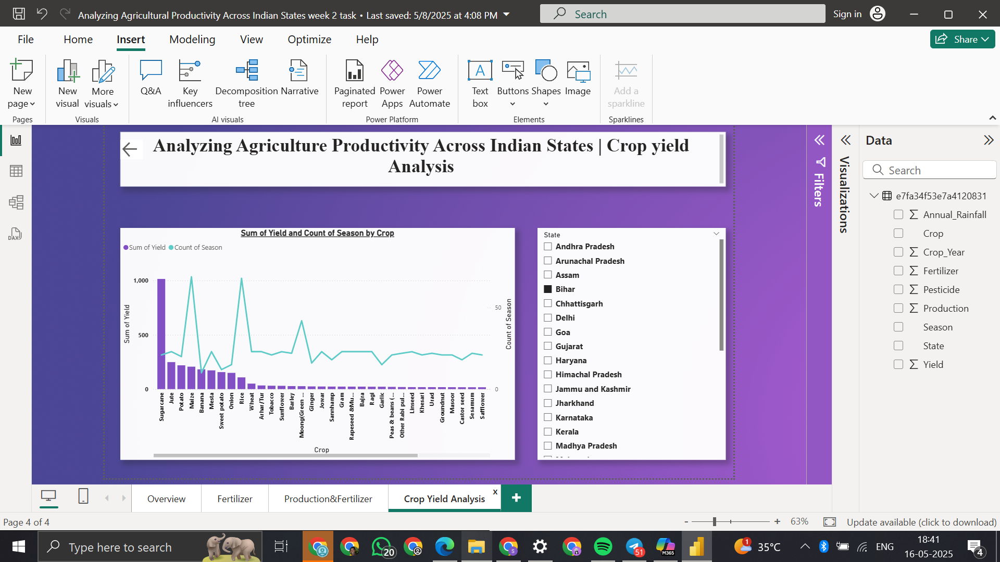 Analyzing Agricultural Productivity Across Indian States week 2 task • Last saved: 5/8/2025 at 4:08 PM
Search
Sign in
File
Home
Insert
Modeling
View
Optimize
Help
Share
New page
New visual
More visuals
Q&A
Key influencers
Decomposition tree
Narrative
Paginated report
Power Apps
Power Automate
Text box
Buttons
Shapes
Image
Add a sparkline
Pages
Visuals
AI visuals
Power Platform
Elements
Sparklines
DAX
Analyzing Agriculture Productivity Across Indian States | Crop yield
Analysis
Sum of Yield and Count of Season by Crop
Sum of Yield
Count of Season
1,000
500
0
50
0
Sum of Yield
Count of Season
Sugarcane
Jute
Potato
Maize
Banana
Mesta
Sweet potato
Onion
Rice
Wheat
Arhar/Tur
Tobacco
Sunflower
Barley
Moong(Green ...
Ginger
Jowar
Sannhamp
Gram
Rapeseed &Mu...
Bajra
Ragi
Garlic
Peas & beans (...
Other Rabi pul...
Linseed
Khesari
Urad
Groundnut
Masoor
Castor seed
Sesamum
Safflower
Crop
State
Andhra Pradesh
Arunachal Pradesh
Assam
Bihar
Chhattisgarh
Delhi
Goa
Gujarat
Haryana
Himachal Pradesh
Jammu and Kashmir
Jharkhand
Karnataka
Kerala
Madhya Pradesh
Filters
Visualizations
Data
Search
e7fa34f53e7a4120831
Annual_Rainfall
Crop
Crop_Year
Fertilizer
Pesticide
Production
Season
State
Yield
Overview
Fertilizer
Production&Fertilizer
Crop Yield Analysis
x
+
Page 4 of 4
- + 63%
Update available (click to download)
Type here to search
20
S
51
M365
1
35°C
ENG
18:41
16-05-2025
4